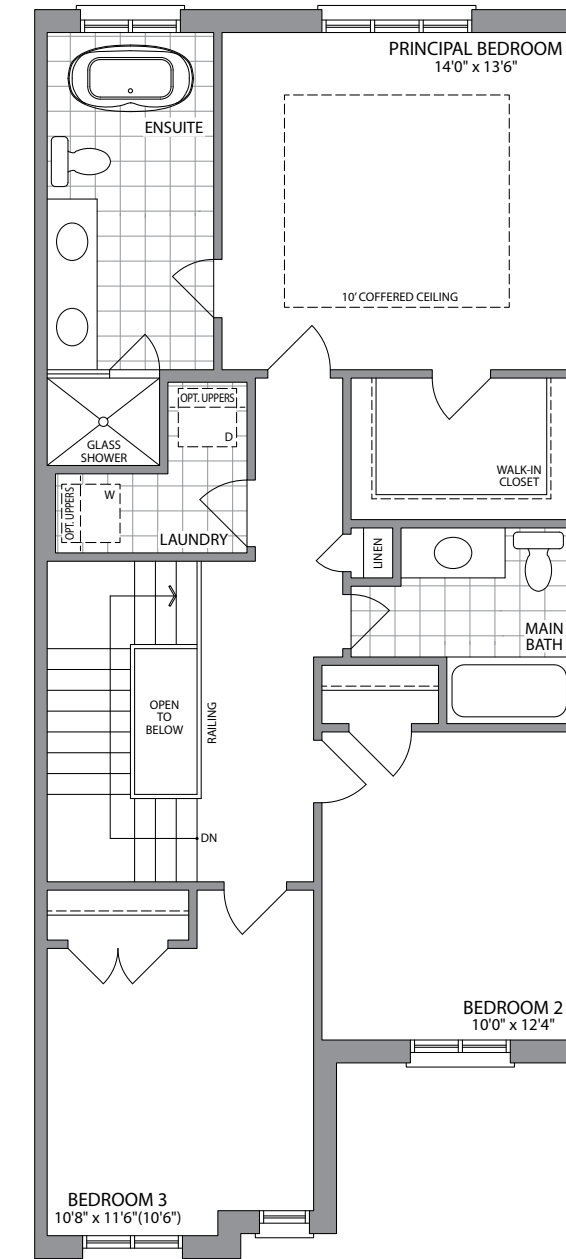 PRINCIPAL BEDROOM
14'0" x 13'6"
ENSUITE
10' COFFERED CEILING
OPT. UPPERS
D
GLASS
SHOWER
WALK-IN
CLOSET
OPT. UPPERS
W
LAUNDRY
LINEN
MAIN
BATH
OPEN
TO
BELOW
RAILING
DN
BEDROOM 2
10'0" x 12'4"
BEDROOM 3
10'8" x 11'6"(10'6")